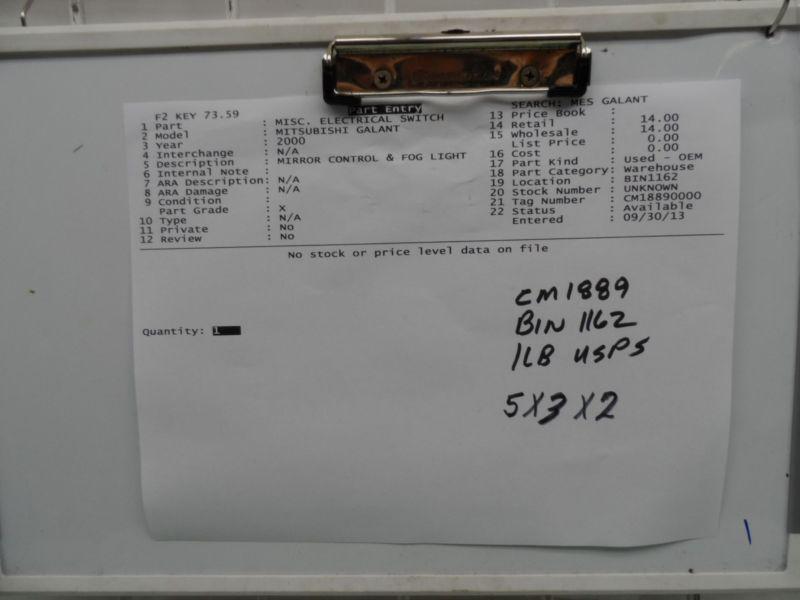 F2 KEY 73.59
Part Entry
SEARCH: MES GALANT
1 Part : MISC. ELECTRICAL SWITCH
2 Model : MITSUBISHI GALANT
3 Year : 2000
4 Interchange : N/A
5 Description : MIRROR CONTROL & FOG LIGHT
6 Internal Note :
7 ARA Description: N/A
8 ARA Damage : N/A
9 Condition :
Part Grade : X
10 Type : N/A
11 Private : No
12 Review : No
13 Price Book :
14 Retail : 14.00
15 Wholesale : 14.00
List Price : 0.00
16 Cost : 0.00
17 Part Kind : Used - OEM
18 Part Category: Warehouse
19 Location : BIN1162
20 Stock Number : UNKNOWN
21 Tag Number : CM18890000
22 Status : Available
Entered : 09/30/13
No stock or price level data on file
Quantity: 1
CM1889
BIN 1162
1LB USPS
5X3X2
1